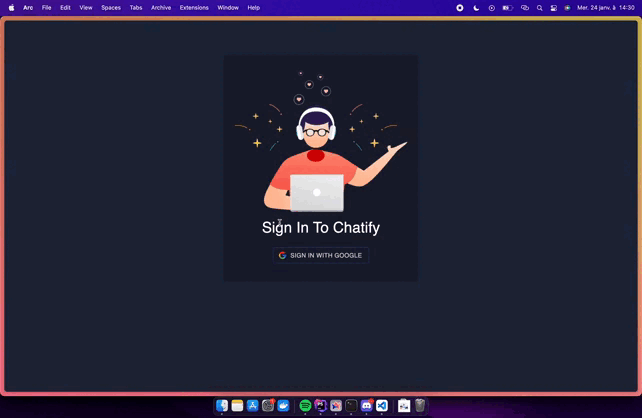 Arc File Edit View Spaces Tabs Archive Extensions Window Help Mer. 24 janv. à 14:30
Sign In To Chatify
SIGN IN WITH GOOGLE